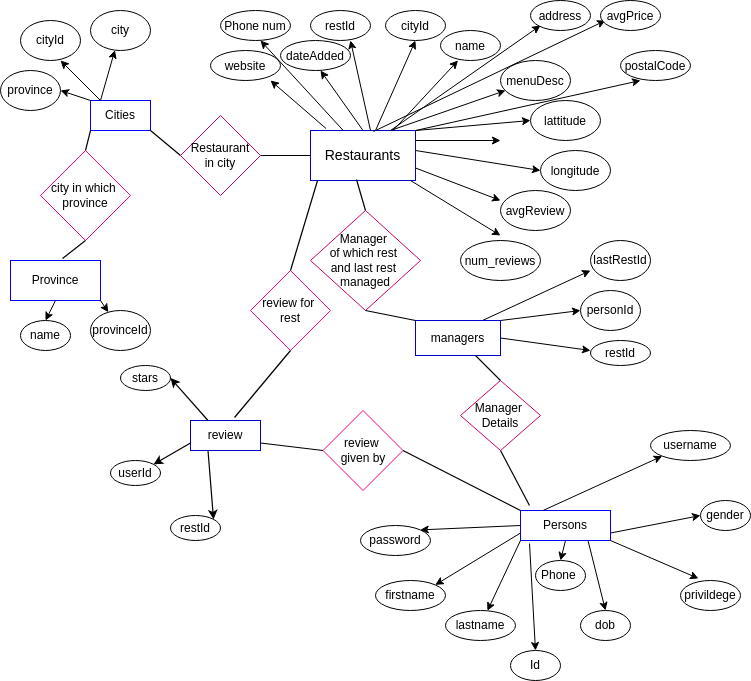 city
cityId
province
Cities
Phone num
restId
cityId
address
avgPrice
website
dateAdded
name
postalCode
menuDesc
lattitude
longitude
avgReview
num_reviews
Restaurants
Restaurant
in city
city in which
province
Province
name
provinceId
Manager
of which rest
and last rest
managed
review for
rest
lastRestId
personId
restId
managers
stars
review
userId
restId
review
given by
Manager
Details
username
gender
Persons
password
firstname
lastname
Phone
Id
dob
privildege